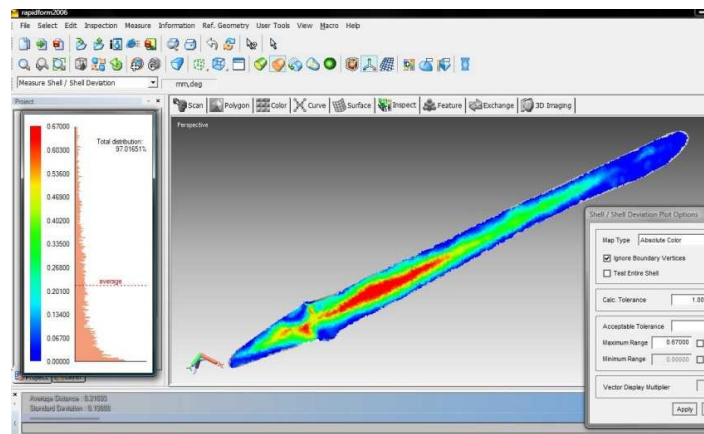 rapidform2006
File Select Edit Inspection Measure Information Ref. Geometry User Tools View Macro Help
Measure Shell / Shell Deviation
mm,deg
Project
Scan Polygon Color Curve Surface Inspect Feature Exchange 3D Imaging
Perspective
Total distribution:
97.01651%
0.67000
0.60300
0.53600
0.46900
0.40200
0.33500
0.26800
average
0.20100
0.13400
0.06700
0.00000
Shell / Shell Deviation Plot Options
Map Type Absolute Color
Ignore Boundary Vertices
Test Entire Shell
Calc. Tolerance 1.00
Acceptable Tolerance
Maximum Range 0.67000
Minimum Range 0.00000
Vector Display Multiplier
Apply
Project
Average Distance :
Standard Deviation :